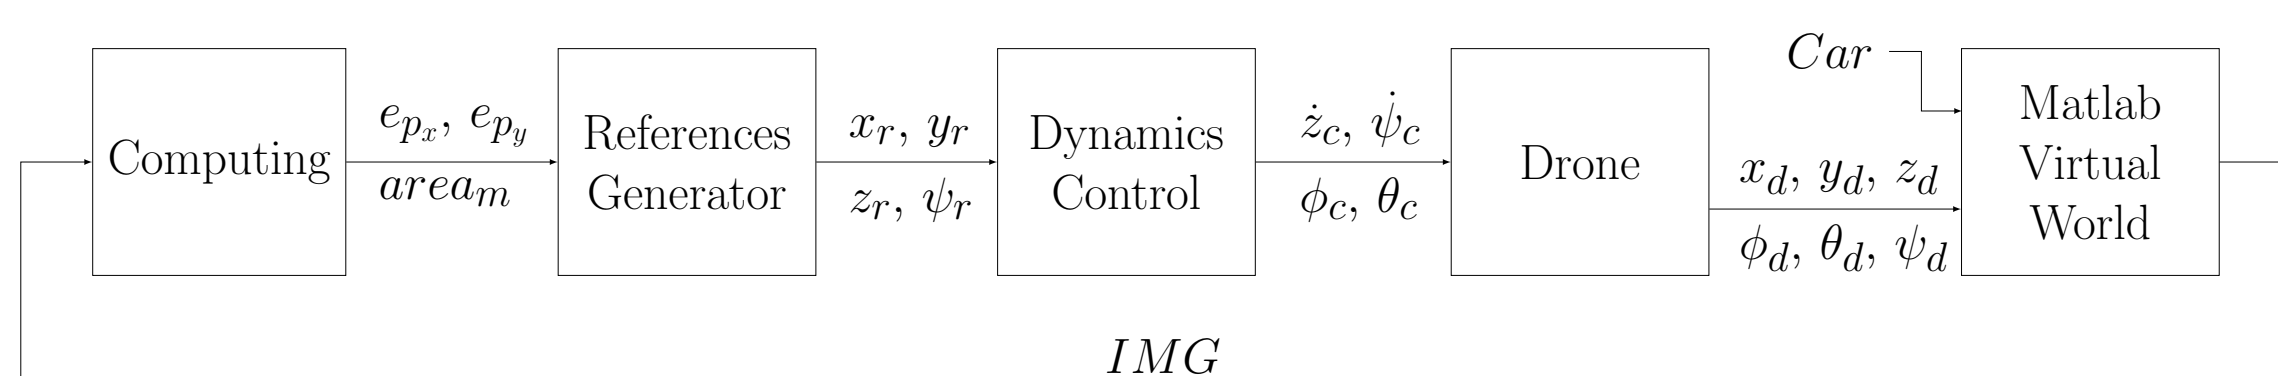 Computing
e_{p_x}, e_{p_y}
area_m
References
Generator
x_r, y_r
z_r, ψ_r
Dynamics
Control
ż_c, ψ̇_c
ϕ_c, θ_c
Drone
Car
x_d, y_d, z_d
ϕ_d, θ_d, ψ_d
Matlab
Virtual
World
IMG